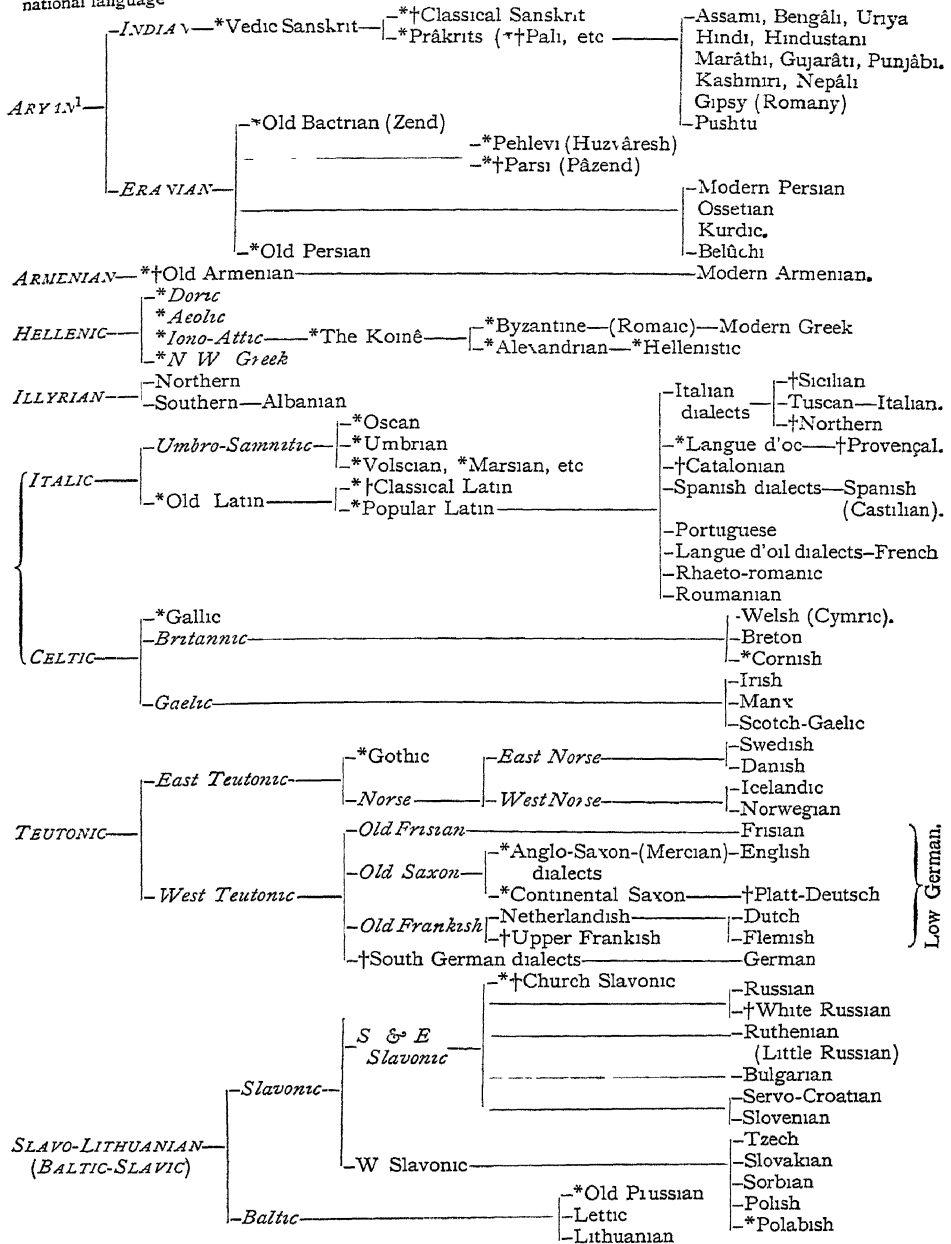 national language
INDIAN — *Vedic Sanskrit — *†Classical Sanskrit
*Prâkrits (*†Pali, etc
Assami, Bengâli, Uriya
Hindi, Hindustani
Marâthi, Gujarâti, Punjâbi.
Kashmiri, Nepâli
Gipsy (Romany)
Pushtu
ARYAN¹
*Old Bactrian (Zend)
*Pehlevi (Huzvâresh)
*†Parsi (Pâzend)
ERANIAN
Modern Persian
Ossetian
Kurdic.
*Old Persian
Belûchi
ARMENIAN — *†Old Armenian — Modern Armenian.
HELLENIC
*Doric
*Aeolic
*Iono-Attic — *The Koinê — *Byzantine — (Romaic) — Modern Greek
*Alexandrian — *Hellenistic
*N W Greek
ILLYRIAN
Northern
Southern — Albanian
ITALIC
Umbro-Samnitic
*Oscan
*Umbrian
*Volscian, *Marsian, etc
*Old Latin
*†Classical Latin
*Popular Latin
Italian
dialects
†Sicilian
Tuscan — Italian.
†Northern
*Langue d'oc — †Provençal.
†Catalonian
Spanish dialects — Spanish
(Castilian).
Portuguese
Langue d'oil dialects–French
Rhaeto-romanic
Roumanian
CELTIC
*Gallic
Britannic
Welsh (Cymric).
Breton
*Cornish
Gaelic
Irish
Manx
Scotch-Gaelic
TEUTONIC
East Teutonic
*Gothic
Norse
East Norse
Swedish
Danish
West Norse
Icelandic
Norwegian
West Teutonic
Old Frisian — Frisian
Old Saxon
*Anglo-Saxon-(Mercian)-English
dialects
*Continental Saxon — †Platt-Deutsch
Old Frankish
Netherlandish
†Upper Frankish
Dutch
Flemish
†South German dialects — German
Low German.
SLAVO-LITHUANIAN
(BALTIC-SLAVIC)
Slavonic
S & E
Slavonic
*†Church Slavonic
Russian
†White Russian
Ruthenian
(Little Russian)
Bulgarian
Servo-Croatian
Slovenian
W Slavonic
Tzech
Slovakian
Sorbian
Polish
*Polabish
Baltic
*Old Prussian
Lettic
Lithuanian